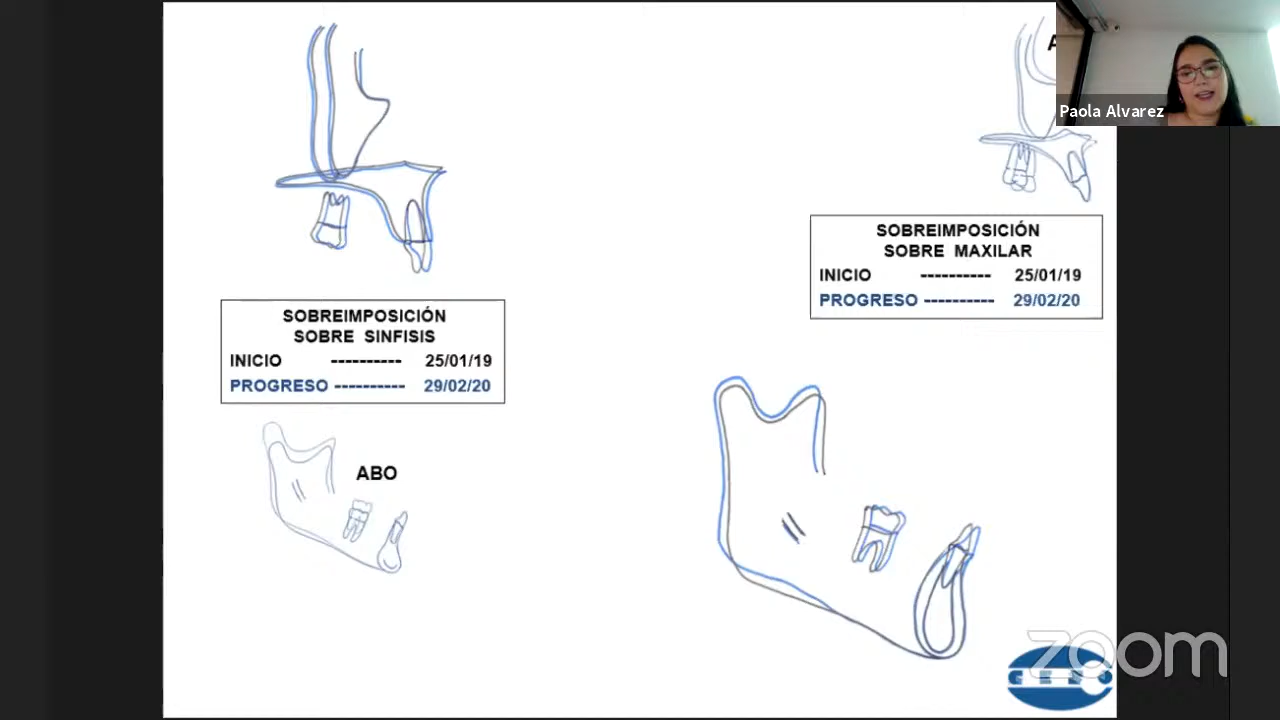 Paola Alvarez
SOBREIMPOSICIÓN
SOBRE MAXILAR
INICIO ---------- 25/01/19
PROGRESO ---------- 29/02/20
SOBREIMPOSICIÓN
SOBRE SINFISIS
INICIO ---------- 25/01/19
PROGRESO ---------- 29/02/20
ABO
zoom